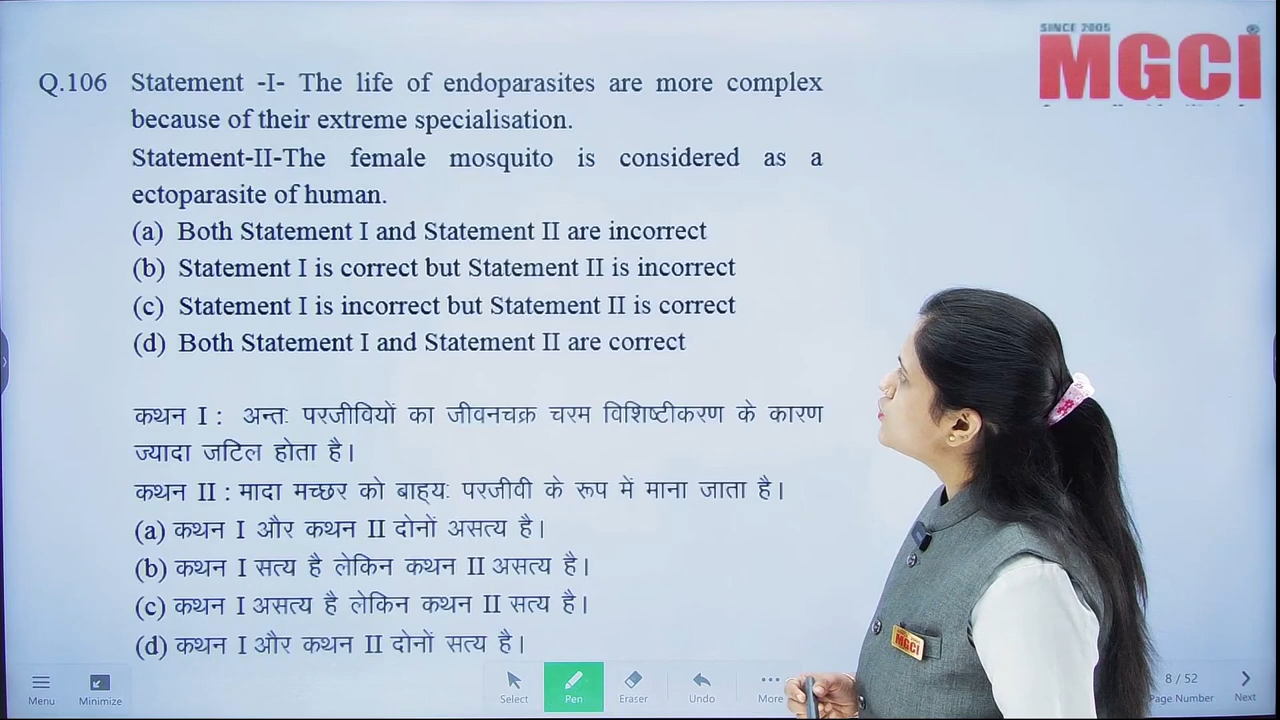 SINCE 2005
MGCI
Q.106 Statement -I- The life of endoparasites are more complex
because of their extreme specialisation.
Statement-II-The female mosquito is considered as a
ectoparasite of human.
(a) Both Statement I and Statement II are incorrect
(b) Statement I is correct but Statement II is incorrect
(c) Statement I is incorrect but Statement II is correct
(d) Both Statement I and Statement II are correct
कथन I : अन्तः परजीवियों का जीवनचक्र चरम विशिष्टीकरण के कारण
ज्यादा जटिल होता है।
कथन II : मादा मच्छर को बाह्यः परजीवी के रूप में माना जाता है।
(a) कथन I और कथन II दोनों असत्य है।
(b) कथन I सत्य है लेकिन कथन II असत्य है।
(c) कथन I असत्य है लेकिन कथन II सत्य है।
(d) कथन I और कथन II दोनों सत्य है।
MGCI
Menu
Minimize
Select
Pen
Eraser
Undo
More
8 / 52
Page Number
Next